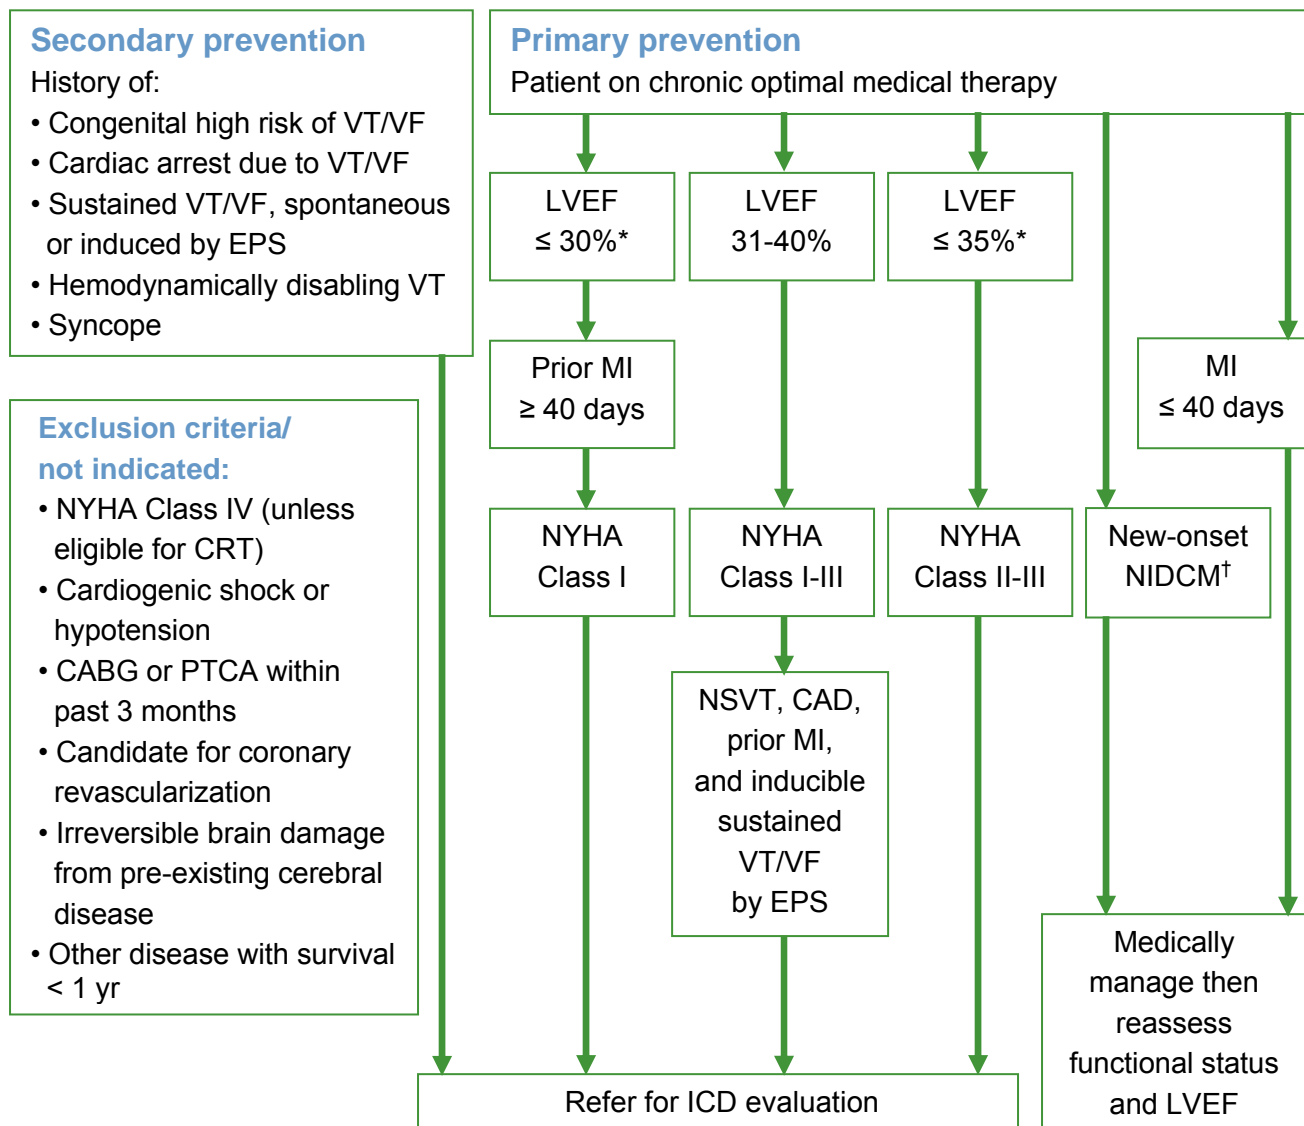 Secondary prevention
History of:
• Congenital high risk of VT/VF
• Cardiac arrest due to VT/VF
• Sustained VT/VF, spontaneous
or induced by EPS
• Hemodynamically disabling VT
• Syncope
Exclusion criteria/
not indicated:
• NYHA Class IV (unless
eligible for CRT)
• Cardiogenic shock or
hypotension
• CABG or PTCA within
past 3 months
• Candidate for coronary
revascularization
• Irreversible brain damage
from pre-existing cerebral
disease
• Other disease with survival
< 1 yr
Primary prevention
Patient on chronic optimal medical therapy
LVEF
≤ 30%*
Prior MI
≥ 40 days
NYHA
Class I
LVEF
31-40%
NYHA
Class I-III
NSVT, CAD,
prior MI,
and inducible
sustained
VT/VF
by EPS
LVEF
≤ 35%*
NYHA
Class II-III
New-onset
NIDCM†
MI
≤ 40 days
Refer for ICD evaluation
Medically
manage then
reassess
functional status
and LVEF